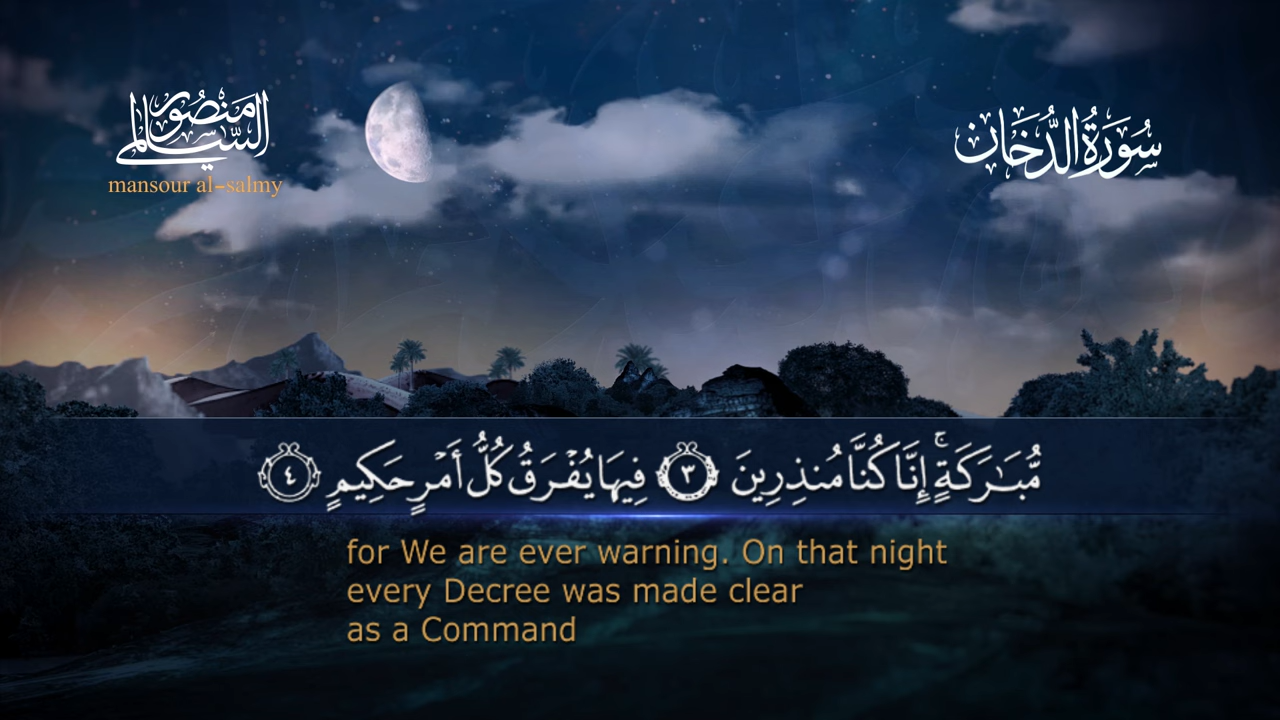 منصور السالمي
mansour al-salmy
سُورَةُ الدُّخَان
مُّبَٰرَكَةٍ ۚ إِنَّا كُنَّا مُنذِرِينَ ٣ فِيهَا يُفْرَقُ كُلُّ أَمْرٍ حَكِيمٍ ٤
for We are ever warning. On that night
every Decree was made clear
as a Command